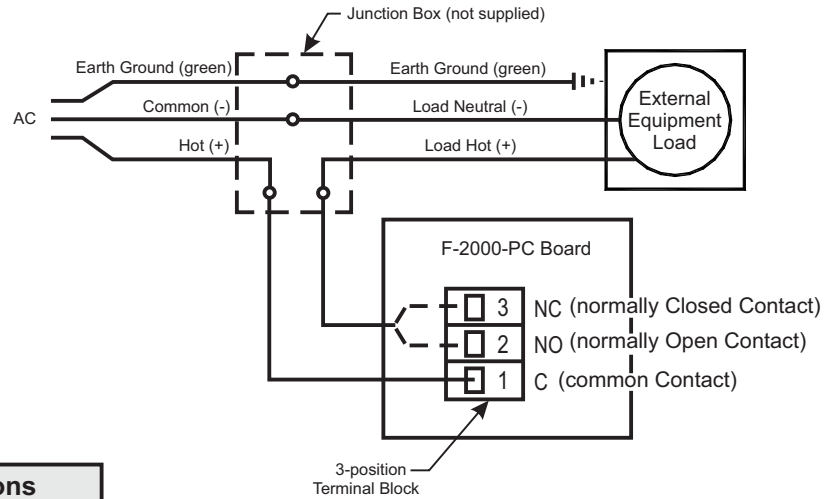 Junction Box (not supplied)
Earth Ground (green)
Earth Ground (green)
AC
Common (-)
Load Neutral (-)
External
Equipment
Load
Hot (+)
Load Hot (+)
F-2000-PC Board
3
NC (normally Closed Contact)
2
NO (normally Open Contact)
1
C (common Contact)
3-position
Terminal Block
ons